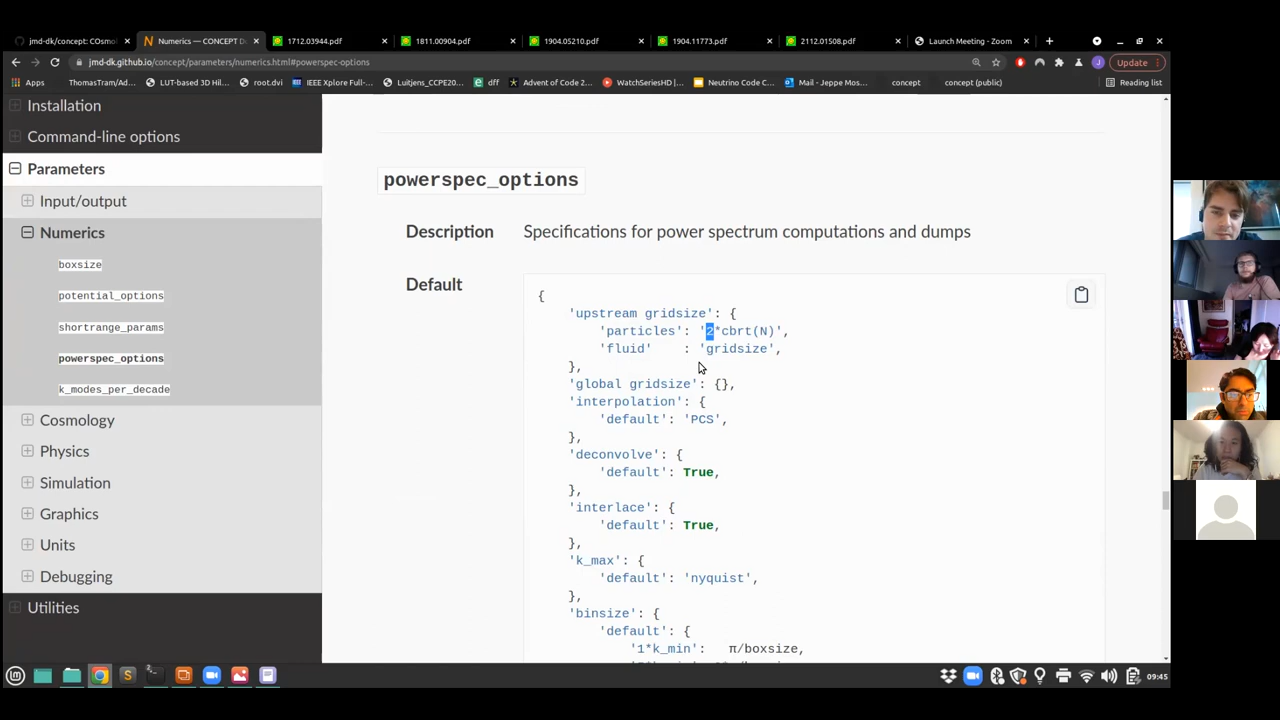 jmd-dk/concept: COsmo
Numerics — CONCEPT D
1712.03944.pdf
1811.00904.pdf
1904.05210.pdf
1904.11773.pdf
2112.01508.pdf
Launch Meeting - Zoom
jmd-dk.github.io/concept/parameters/numerics.html#powerspec-options
J
Update
Apps
ThomasTram/AD...
LUT-based 3D Hil...
root.dvi
IEEE Xplore Full-...
Luitjens_CCPE20...
dff
Advent of Code 2...
WatchSeriesHD |...
Neutrino Code C...
Mail - Jeppe Mos...
concept
concept (public)
Reading list
Installation
Command-line options
Parameters
Input/output
Numerics
boxsize
potential_options
shortrange_params
powerspec_options
k_modes_per_decade
Cosmology
Physics
Simulation
Graphics
Units
Debugging
Utilities
powerspec_options
Description Specifications for power spectrum computations and dumps
Default
{
'upstream gridsize': {
'particles': '2*cbrt(N)',
'fluid' : 'gridsize',
},
'global gridsize': {},
'interpolation': {
'default': 'PCS',
},
'deconvolve': {
'default': True,
},
'interlace': {
'default': True,
},
'k_max': {
'default': 'nyquist',
},
'binsize': {
'default': {
'1*k_min': π/boxsize,
09:45